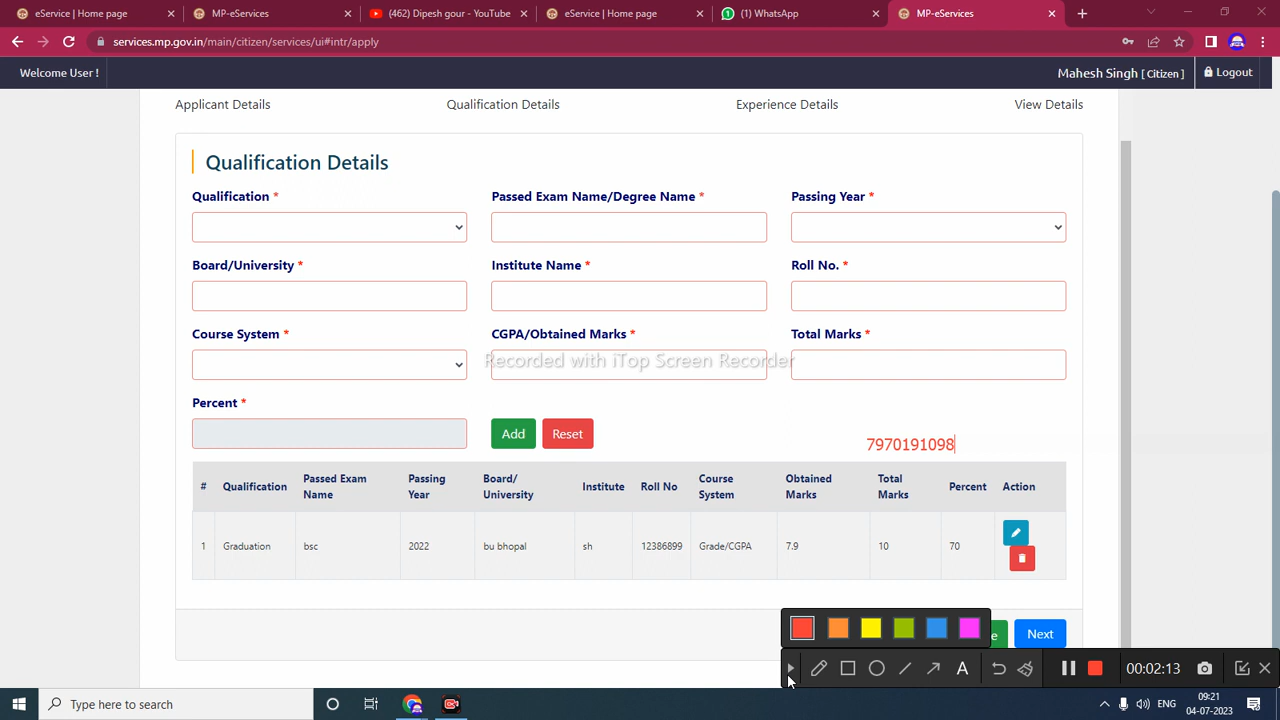 eService | Home page
MP-eServices
(462) Dipesh gour - YouTube
eService | Home page
(1) WhatsApp
MP-eServices
services.mp.gov.in/main/citizen/services/ui#intr/apply
Welcome User !
Mahesh Singh [ Citizen ]
Logout
Applicant Details
Qualification Details
Experience Details
View Details
Qualification Details
Qualification *
Passed Exam Name/Degree Name *
Passing Year *
Board/University *
Institute Name *
Roll No. *
Course System *
CGPA/Obtained Marks *
Total Marks *
Recorded with iTop Screen Recorder
Percent *
Add
Reset
7970191098
# Qualification Passed Exam Name Passing Year Board/ University Institute Roll No Course System Obtained Marks Total Marks Percent Action
1 Graduation bsc 2022 bu bhopal sh 12386899 Grade/CGPA 7.9 10 70
e
Next
A
00:02:13
Type here to search
ENG
09:21
04-07-2023